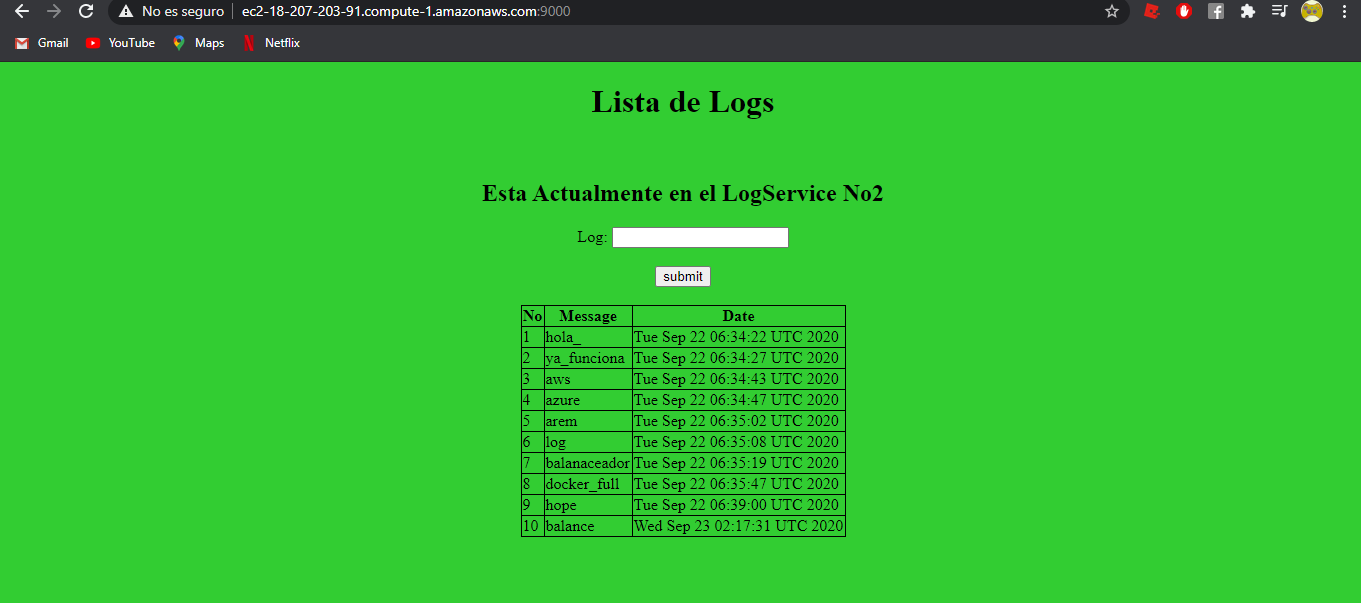 No es seguro ec2-18-207-203-91.compute-1.amazonaws.com:9000
Gmail YouTube Maps Netflix
Lista de Logs
Esta Actualmente en el LogService No2
Log:
submit
No Message Date
1 hola_ Tue Sep 22 06:34:22 UTC 2020
2 ya_funciona Tue Sep 22 06:34:27 UTC 2020
3 aws Tue Sep 22 06:34:43 UTC 2020
4 azure Tue Sep 22 06:34:47 UTC 2020
5 arem Tue Sep 22 06:35:02 UTC 2020
6 log Tue Sep 22 06:35:08 UTC 2020
7 balanaceador Tue Sep 22 06:35:19 UTC 2020
8 docker_full Tue Sep 22 06:35:47 UTC 2020
9 hope Tue Sep 22 06:39:00 UTC 2020
10 balance Wed Sep 23 02:17:31 UTC 2020